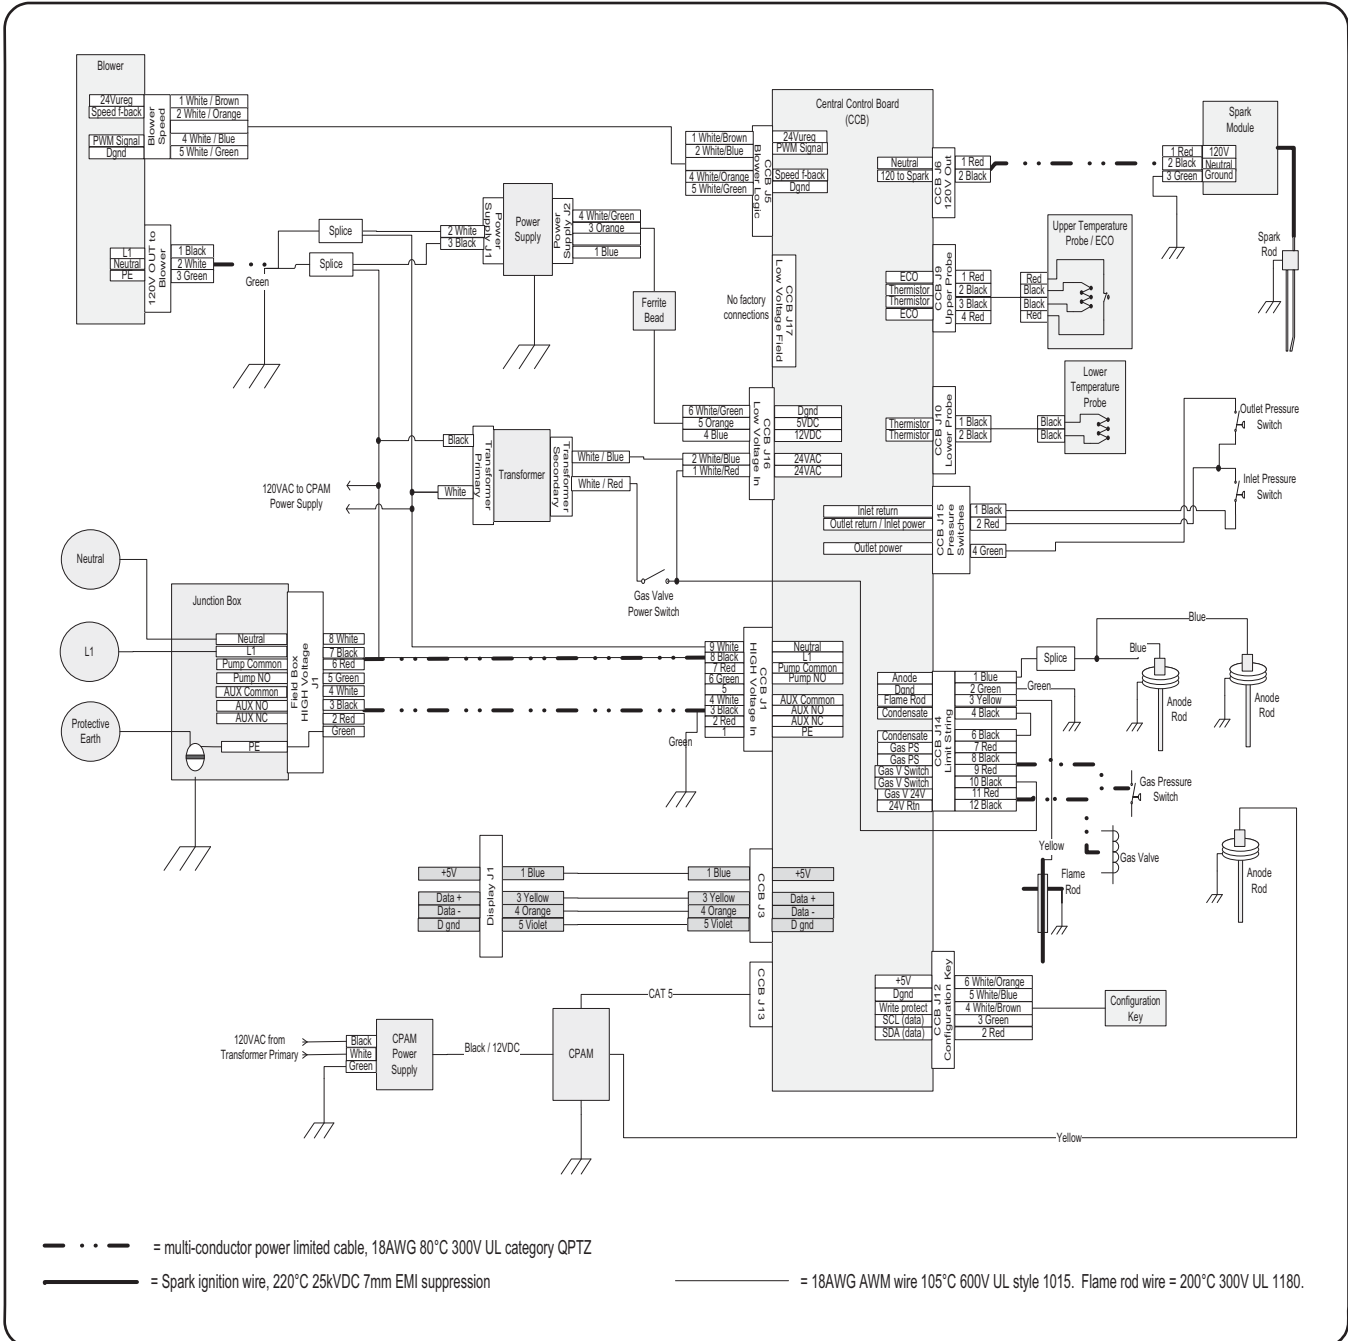 Blower
24Vureg
Speed f-back
PWM Signal
Dgnd
Blower Speed
1 White / Brown
2 White / Orange
4 White / Blue
5 White / Green
L1
Neutral
PE
120V OUT to Blower
1 Black
2 White
3 Green
Green
Splice
Splice
2 White
3 Black
Power Supply J1
Power Supply
Power Supply J2
4 White/Green
3 Orange
1 Blue
Ferrite Bead
Central Control Board (CCB)
1 White/Brown
2 White/Blue
4 White/Orange
5 White/Green
CCB J5 Blower Logic
24Vureg
PWM Signal
Speed f-back
Dgnd
No factory connections
CCB J17 Low Voltage Field
6 White/Green
5 Orange
4 Blue
2 White/Blue
1 White/Red
CCB J16 Low Voltage In
Dgnd
5VDC
12VDC
24VAC
24VAC
Neutral
120 to Spark
CCB J6 120V Out
1 Red
2 Black
1 Red
2 Black
3 Green
120V
Neutral
Ground
Spark Module
Spark Rod
ECO
Thermistor
Thermistor
ECO
CCB J9 Upper Probe
1 Red
2 Black
3 Black
4 Red
Red
Black
Black
Red
Upper Temperature Probe / ECO
Thermistor
Thermistor
CCB J10 Lower Probe
1 Black
2 Black
Black
Black
Lower Temperature Probe
Outlet Pressure Switch
Inlet Pressure Switch
Inlet return
Outlet return / Inlet power
Outlet power
CCB J15 Pressure Switches
1 Black
2 Red
4 Green
Black
White
Transformer Primary
Transformer
Transformer Secondary
White / Blue
White / Red
120VAC to CPAM Power Supply
Gas Valve Power Switch
Neutral
L1
Protective Earth
Junction Box
Neutral
L1
Pump Common
Pump NO
AUX Common
AUX NO
AUX NC
PE
Field Box HIGH Voltage J1
8 White
7 Black
6 Red
5 Green
4 White
3 Black
2 Red
Green
9 White
8 Black
7 Red
6 Green
5
4 White
3 Black
2 Red
1
Green
CCB J1 HIGH Voltage In
Neutral
L1
Pump Common
Pump NO
AUX Common
AUX NO
AUX NC
PE
Anode
Dgnd
Flame Rod
Condensate
Condensate
Gas PS
Gas PS
Gas V Switch
Gas V Switch
Gas V 24V
24V Rtn
CCB J14 Limit String
1 Blue
2 Green
3 Yellow
4 Black
6 Black
7 Red
8 Black
9 Red
10 Black
11 Red
12 Black
Splice
Green
Blue
Blue
Anode Rod
Anode Rod
Gas Pressure Switch
Gas Valve
Yellow
Flame Rod
Anode Rod
+5V
Data +
Data -
D gnd
Display J1
1 Blue
3 Yellow
4 Orange
5 Violet
1 Blue
3 Yellow
4 Orange
5 Violet
CCB J3
+5V
Data +
Data -
D gnd
CCB J13
CAT 5
120VAC from Transformer Primary
Black
White
Green
CPAM Power Supply
Black / 12VDC
CPAM
Yellow
+5V
Dgnd
Write protect
SCL (data)
SDA (data)
CCB J12 Configuration Key
6 White/Orange
5 White/Blue
4 White/Brown
3 Green
2 Red
Configuration Key
= multi-conductor power limited cable, 18AWG 80°C 300V UL category QPTZ
= Spark ignition wire, 220°C 25kVDC 7mm EMI suppression
= 18AWG AWM wire 105°C 600V UL style 1015. Flame rod wire = 200°C 300V UL 1180.